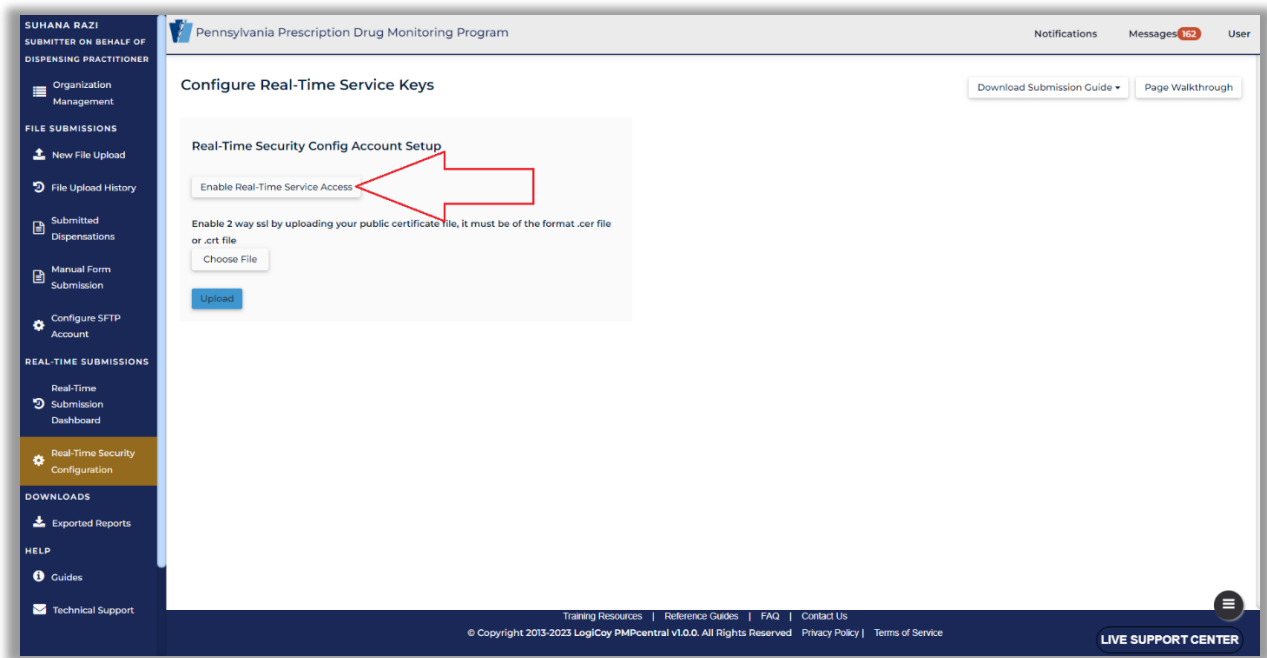 SUHANA RAZI
SUBMITTER ON BEHALF OF
DISPENSING PRACTITIONER
Organization
Management
FILE SUBMISSIONS
New File Upload
File Upload History
Submitted
Dispensations
Manual Form
Submission
Configure SFTP
Account
REAL-TIME SUBMISSIONS
Real-Time
Submission
Dashboard
Real-Time Security
Configuration
DOWNLOADS
Exported Reports
HELP
Guides
Technical Support
Pennsylvania Prescription Drug Monitoring Program
Notifications
Messages 162
User
Configure Real-Time Service Keys
Download Submission Guide
Page Walkthrough
Real-Time Security Config Account Setup
Enable Real-Time Service Access
Enable 2 way ssl by uploading your public certificate file, it must be of the format .cer file
or .crt file
Choose File
Upload
Training Resources | Reference Guides | FAQ | Contact Us
© Copyright 2013-2023 LogiCoy PMPcentral v1.0.0. All Rights Reserved Privacy Policy | Terms of Service
LIVE SUPPORT CENTER